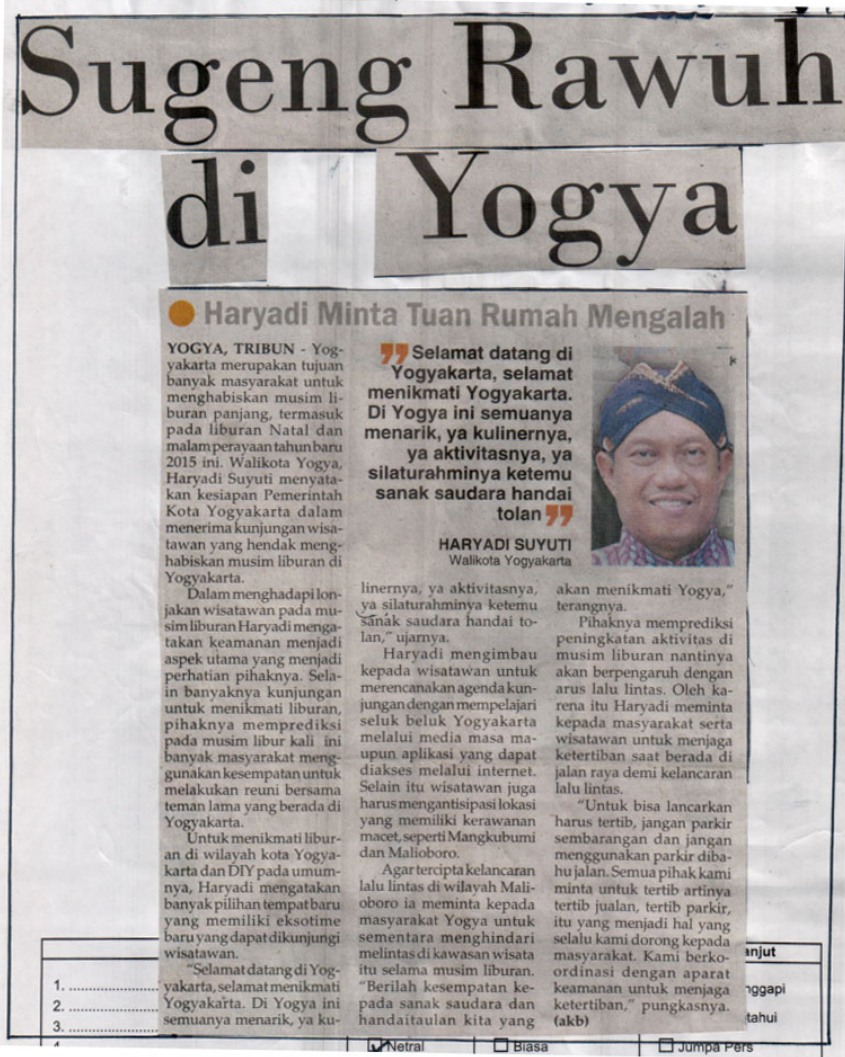 Sugeng Rawuh
di Yogya
Haryadi Minta Tuan Rumah Mengalah
YOGYA, TRIBUN - Yog-
yakarta merupakan tujuan
banyak masyarakat untuk
menghabiskan musim li-
buran panjang, termasuk
pada liburan Natal dan
malam perayaan tahun baru
2015 ini. Walikota Yogya,
Haryadi Suyuti menyata-
kan kesiapan Pemerintah
Kota Yogyakarta dalam
menerima kunjungan wisa-
tawan yang hendak meng-
habiskan musim liburan di
Yogyakarta.
Dalam menghadapi lon-
jakan wisatawan pada mu-
sim liburan Haryadi menga-
takan keamanan menjadi
aspek utama yang menjadi
perhatian pihaknya. Sela-
in banyaknya kunjungan
untuk menikmati liburan,
pihaknya memprediksi
pada musim libur kali ini
banyak masyarakat meng-
gunakan kesempatan untuk
melakukan reuni bersama
teman lama yang berada di
Yogyakarta.
Untuk menikmati libur-
an di wilayah kota Yogya-
karta dan DIY pada umum-
nya, Haryadi mengatakan
banyak pilihan tempat baru
yang memiliki eksotime
baru yang dapat dikunjungi
wisatawan.
"Selamat datang di Yog-
yakarta, selamat menikmati
Yogyakarta. Di Yogya ini
semuanya menarik, ya ku-
"Selamat datang di
Yogyakarta, selamat
menikmati Yogyakarta.
Di Yogya ini semuanya
menarik, ya kulinernya,
ya aktivitasnya, ya
silaturahminya ketemu
sanak saudara handai
tolan"
HARYADI SUYUTI
Walikota Yogyakarta
linernya, ya aktivitasnya,
ya silaturahminya ketemu
sanak saudara handai to-
lan," ujarnya.
Haryadi mengimbau
kepada wisatawan untuk
merencanakan agenda kun-
jungan dengan mempelajari
seluk beluk Yogyakarta
melalui media masa ma-
upun aplikasi yang dapat
diakses melalui internet.
Selain itu wisatawan juga
harus mengantisipasi lokasi
yang memiliki kerawanan
macet, seperti Mangkubumi
dan Malioboro.
Agar tercipta kelancaran
lalu lintas di wilayah Mali-
oboro ia meminta kepada
masyarakat Yogya untuk
sementara menghindari
melintas di kawasan wisata
itu selama musim liburan.
"Berilah kesempatan ke-
pada sanak saudara dan
handaitaulan kita yang
akan menikmati Yogya,"
terangnya.
Pihaknya memprediksi
peningkatan aktivitas di
musim liburan nantinya
akan berpengaruh dengan
arus lalu lintas. Oleh ka-
rena itu Haryadi meminta
kepada masyarakat serta
wisatawan untuk menjaga
ketertiban saat berada di
jalan raya demi kelancaran
lalu lintas.
"Untuk bisa lancarkan
harus tertib, jangan parkir
sembarangan dan jangan
menggunakan parkir diba-
hu jalan. Semua pihak kami
minta untuk tertib artinya
tertib jualan, tertib parkir,
itu yang menjadi hal yang
selalu kami dorong kepada
masyarakat. Kami berko-
ordinasi dengan aparat
keamanan untuk menjaga
ketertiban," pungkasnya.
(akb)
1. ....................
2. ....................
3. ....................
anjut
nggapi
tahui
Netral
Biasa
Jumpa Pers